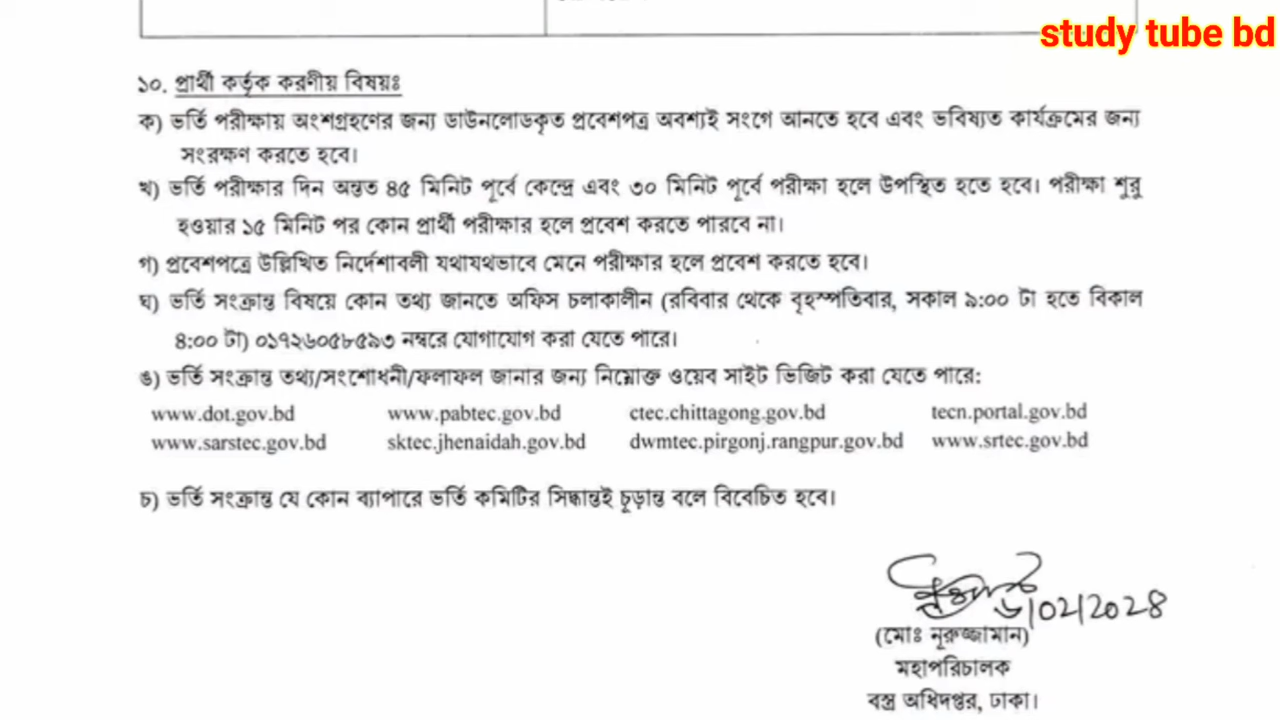 study tube bd
১০. প্রার্থী কর্তৃক করণীয় বিষয়ঃ
ক) ভর্তি পরীক্ষায় অংশগ্রহণের জন্য ডাউনলোডকৃত প্রবেশপত্র অবশ্যই সংগে আনতে হবে এবং ভবিষ্যত কার্যক্রমের জন্য
সংরক্ষণ করতে হবে।
খ) ভর্তি পরীক্ষার দিন অন্তত ৪৫ মিনিট পূর্বে কেন্দ্রে এবং ৩০ মিনিট পূর্বে পরীক্ষা হলে উপস্থিত হতে হবে। পরীক্ষা শুরু
হওয়ার ১৫ মিনিট পর কোন প্রার্থী পরীক্ষার হলে প্রবেশ করতে পারবে না।
গ) প্রবেশপত্রে উল্লিখিত নির্দেশাবলী যথাযথভাবে মেনে পরীক্ষার হলে প্রবেশ করতে হবে।
ঘ) ভর্তি সংক্রান্ত বিষয়ে কোন তথ্য জানতে অফিস চলাকালীন (রবিবার থেকে বৃহস্পতিবার, সকাল ৯:০০ টা হতে বিকাল
৪:০০ টা) ০১৭২৬০৫৮৫৯৩ নম্বরে যোগাযোগ করা যেতে পারে।
ঙ) ভর্তি সংক্রান্ত তথ্য/সংশোধনী/ফলাফল জানার জন্য নিম্নোক্ত ওয়েব সাইট ভিজিট করা যেতে পারে:
www.dot.gov.bd www.pabtec.gov.bd ctec.chittagong.gov.bd tecn.portal.gov.bd
www.sarstec.gov.bd sktec.jhenaidah.gov.bd dwmtec.pirgonj.rangpur.gov.bd www.srtec.gov.bd
চ) ভর্তি সংক্রান্ত যে কোন ব্যাপারে ভর্তি কমিটির সিদ্ধান্তই চূড়ান্ত বলে বিবেচিত হবে।
৬/০২/২০২৪
(মোঃ নূরুজ্জামান)
মহাপরিচালক
বস্ত্র অধিদপ্তর, ঢাকা।